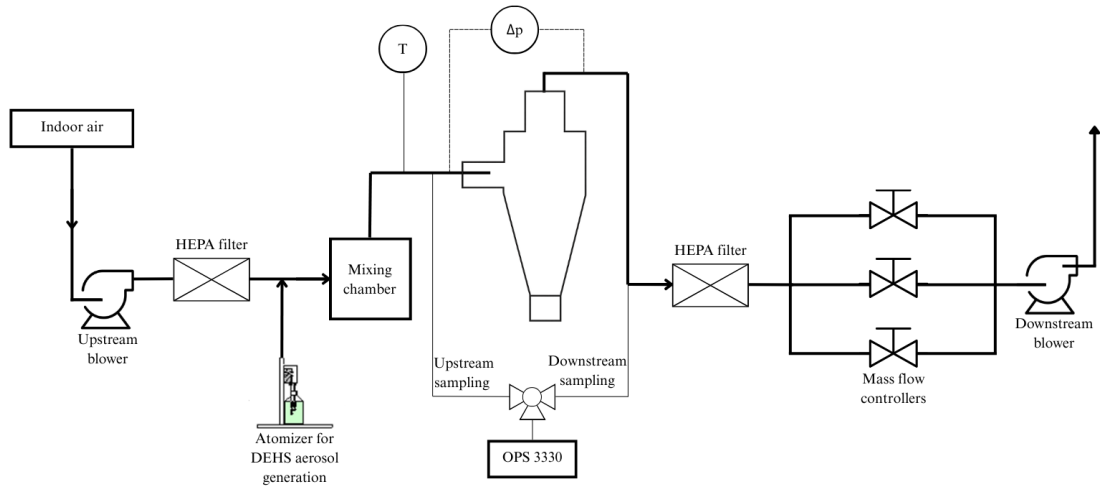 Δp
T
Indoor air
HEPA filter
HEPA filter
Mixing
chamber
Upstream
blower
Downstream
blower
Upstream
sampling
Downstream
sampling
Mass flow
controllers
Atomizer for
DEHS aerosol
generation
OPS 3330